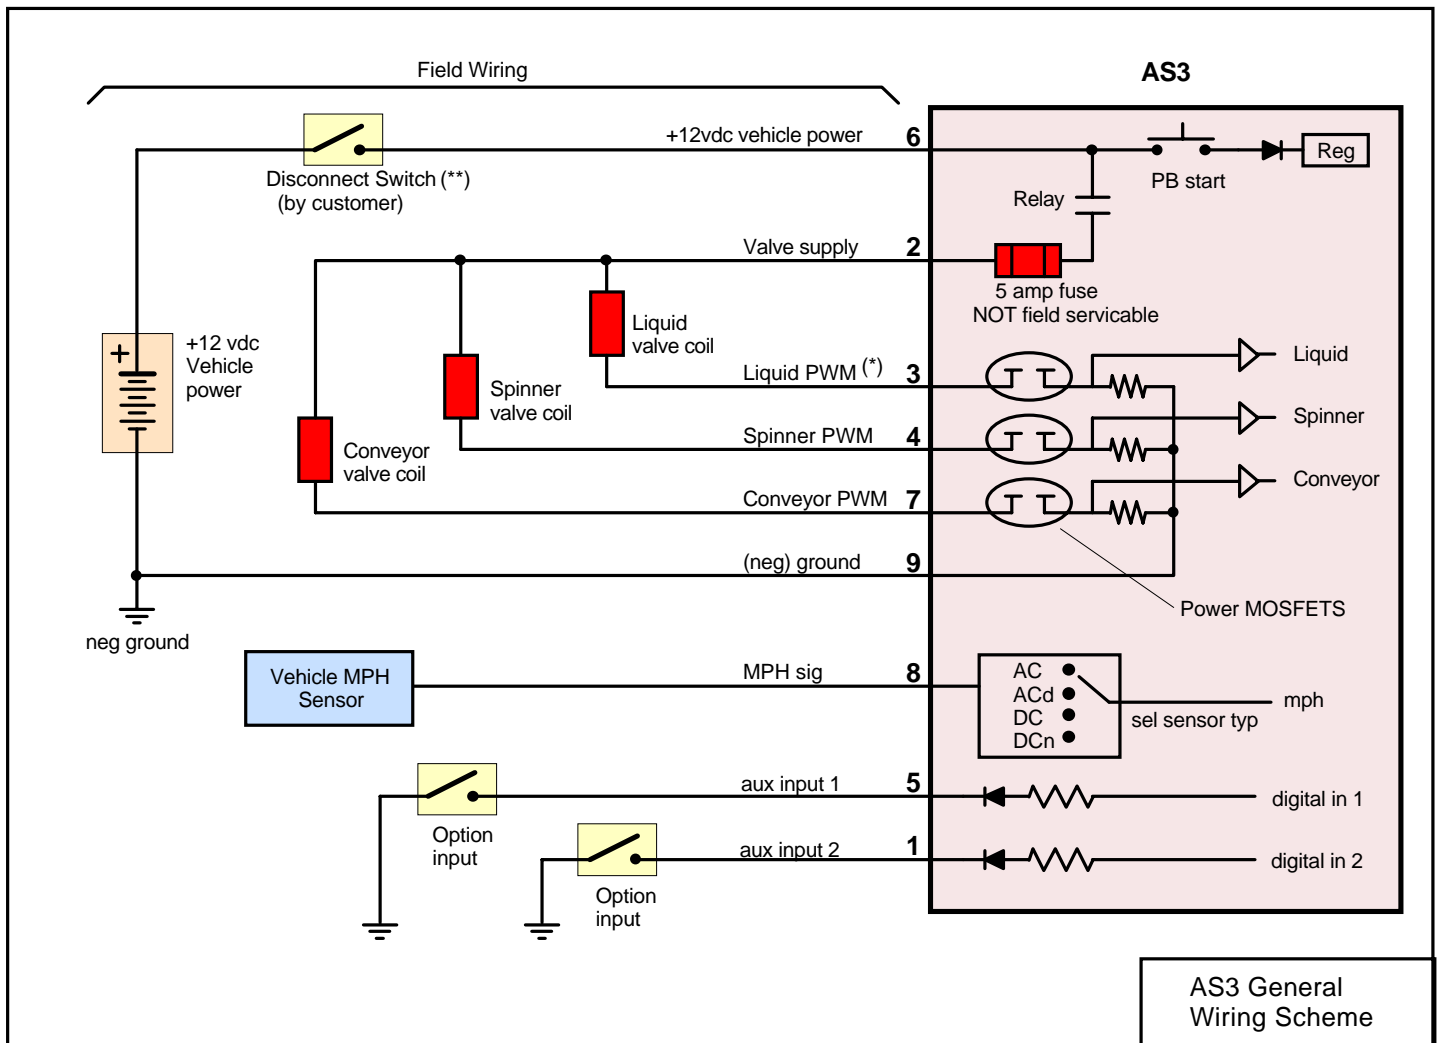 Field Wiring
AS3
+12vdc vehicle power
6
Disconnect Switch (**)
(by customer)
PB start
Reg
Relay
Valve supply
2
5 amp fuse
NOT field servicable
+
+12 vdc
Vehicle
power
Liquid
valve coil
Liquid PWM (*)
3
Liquid
Spinner
valve coil
Spinner PWM
4
Spinner
Conveyor
valve coil
Conveyor PWM
7
Conveyor
(neg) ground
9
Power MOSFETS
neg ground
Vehicle MPH
Sensor
MPH sig
8
AC
ACd
DC
DCn
sel sensor typ
mph
aux input 1
5
digital in 1
Option
input
aux input 2
1
digital in 2
Option
input
AS3 General
Wiring Scheme